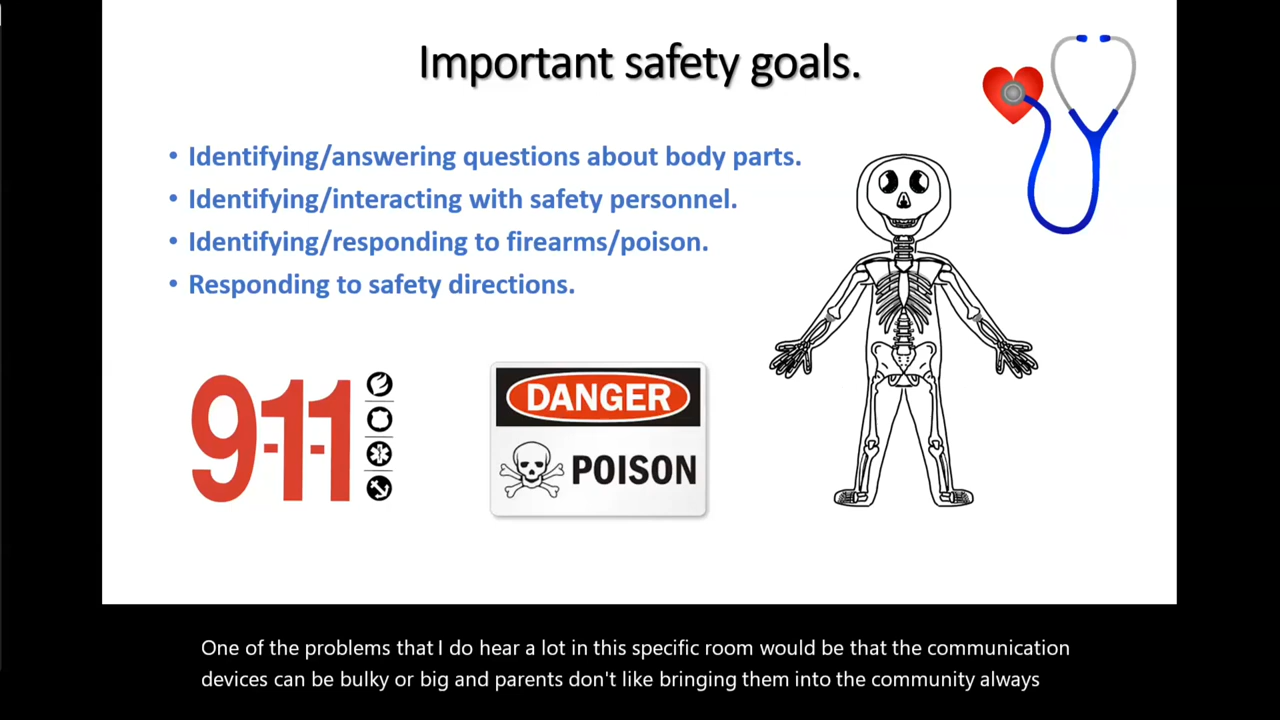 Important safety goals.
• Identifying/answering questions about body parts.
• Identifying/interacting with safety personnel.
• Identifying/responding to firearms/poison.
• Responding to safety directions.
9-1-1
DANGER
POISON
One of the problems that I do hear a lot in this specific room would be that the communication
devices can be bulky or big and parents don't like bringing them into the community always